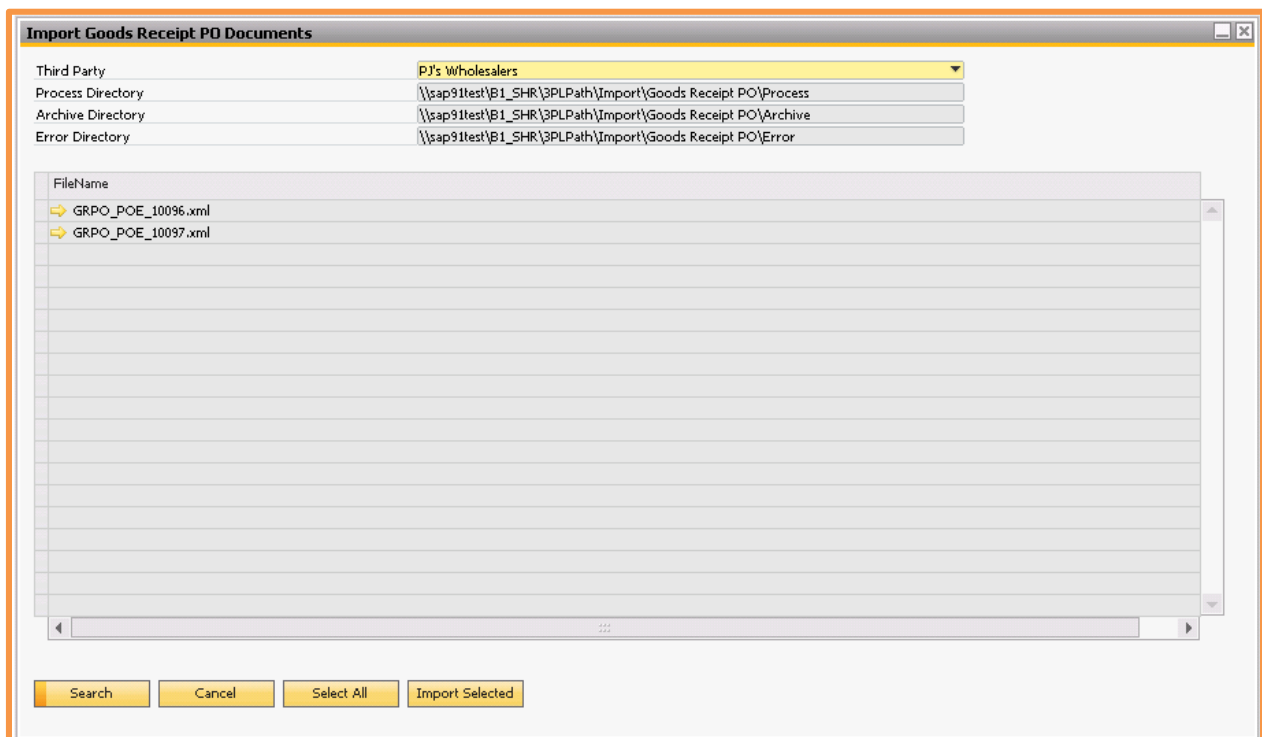 Import Goods Receipt PO Documents
Third Party PJ's Wholesalers
Process Directory \\sap91test\B1_SHR\3PLPath\Import\Goods Receipt PO\Process
Archive Directory \\sap91test\B1_SHR\3PLPath\Import\Goods Receipt PO\Archive
Error Directory \\sap91test\B1_SHR\3PLPath\Import\Goods Receipt PO\Error
FileName
GRPO_POE_10096.xml
GRPO_POE_10097.xml
Search Cancel Select All Import Selected